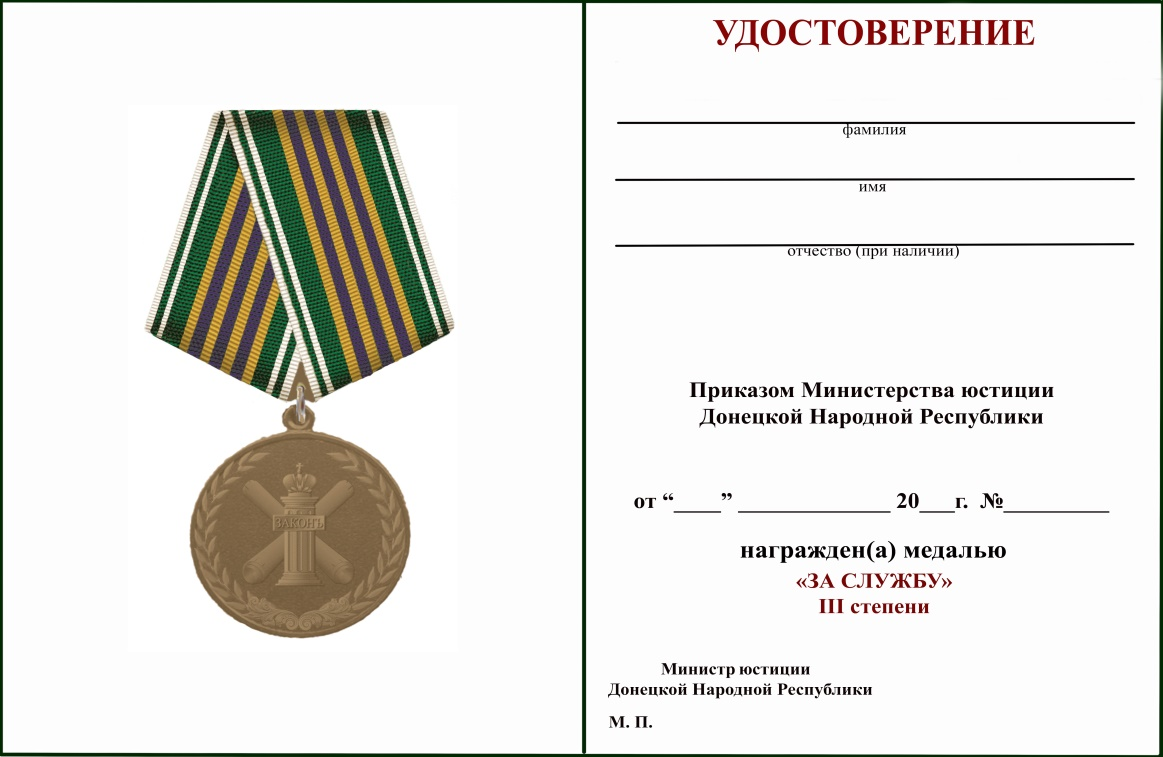 ЗАКОНЪ
УДОСТОВЕРЕНИЕ
фамилия
имя
отчество (при наличии)
Приказом Министерства юстиции
Донецкой Народной Республики
от “____” _____________ 20___г. №_________
награжден(а) медалью
«ЗА СЛУЖБУ»
III степени
Министр юстиции
Донецкой Народной Республики
М. П.